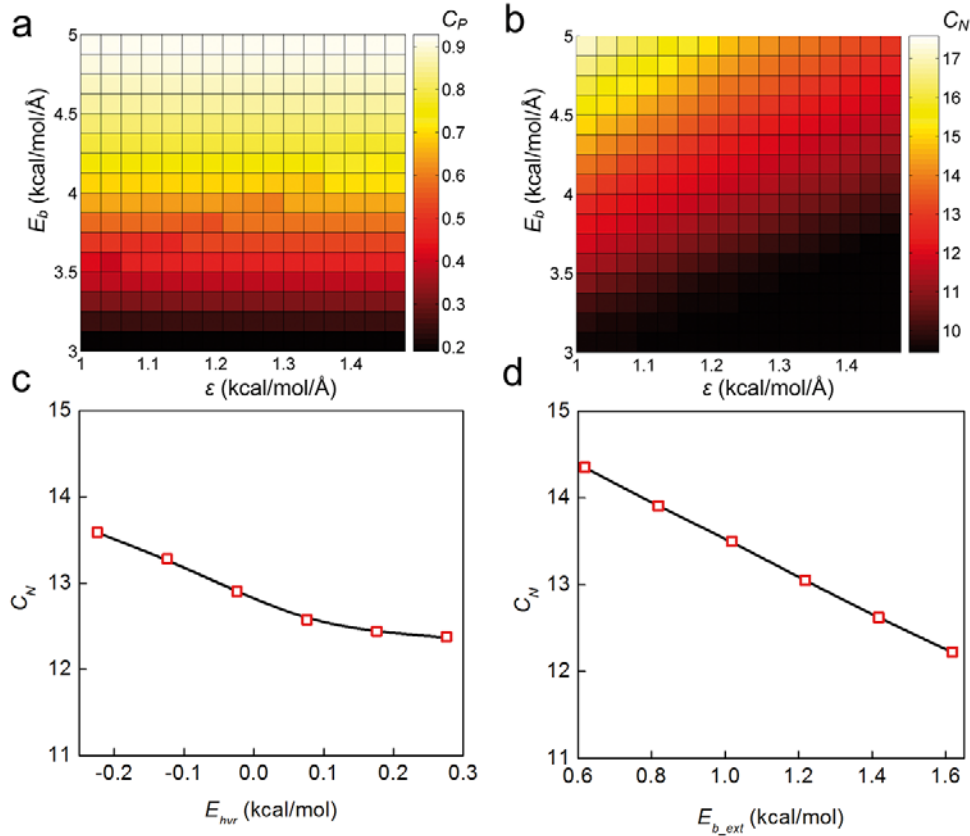 a
C_P
5
4.5
4
3.5
3
E_b (kcal/mol/Å)
1 1.1 1.2 1.3 1.4
ε (kcal/mol/Å)
0.9
0.8
0.7
0.6
0.5
0.4
0.3
0.2
b
C_N
5
4.5
4
3.5
3
E_b (kcal/mol/Å)
1 1.1 1.2 1.3 1.4
ε (kcal/mol/Å)
17
16
15
14
13
12
11
10
c
15
14
13
12
11
C_N
-0.2 -0.1 0.0 0.1 0.2 0.3
E_hvr (kcal/mol)
d
15
14
13
12
11
C_N
0.6 0.8 1.0 1.2 1.4 1.6
E_b_ext (kcal/mol)